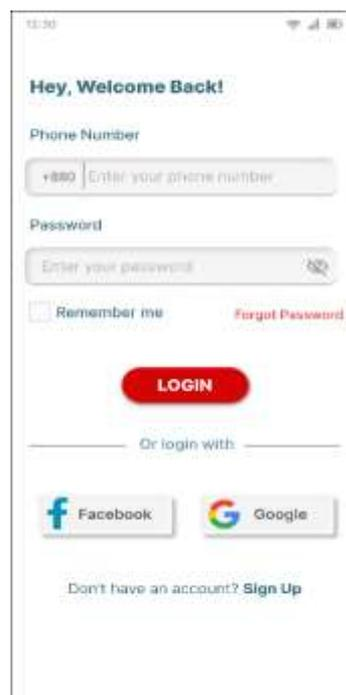 12:30
Hey, Welcome Back!
Phone Number
+880 Enter your phone number
Password
Enter your password
Remember me Forgot Password
LOGIN
Or login with
Facebook Google
Don't have an account? Sign Up